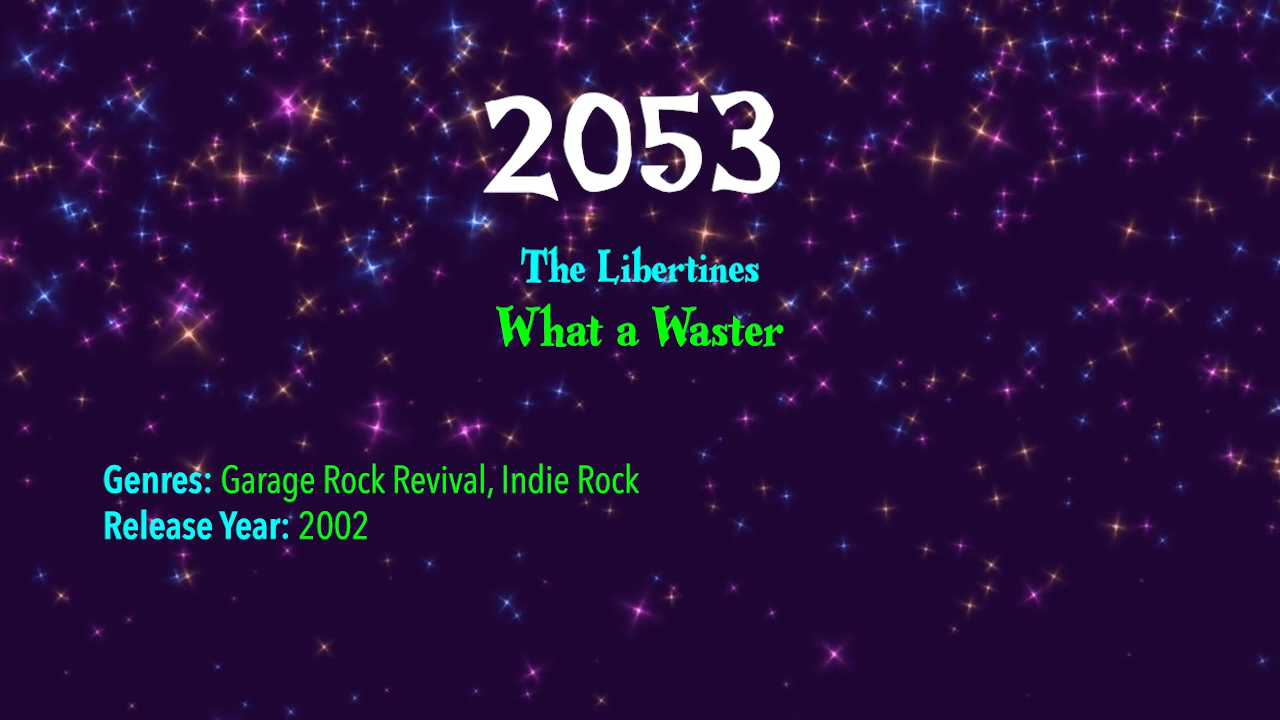 2053
The Libertines
What a Waster
Genres: Garage Rock Revival, Indie Rock
Release Year: 2002